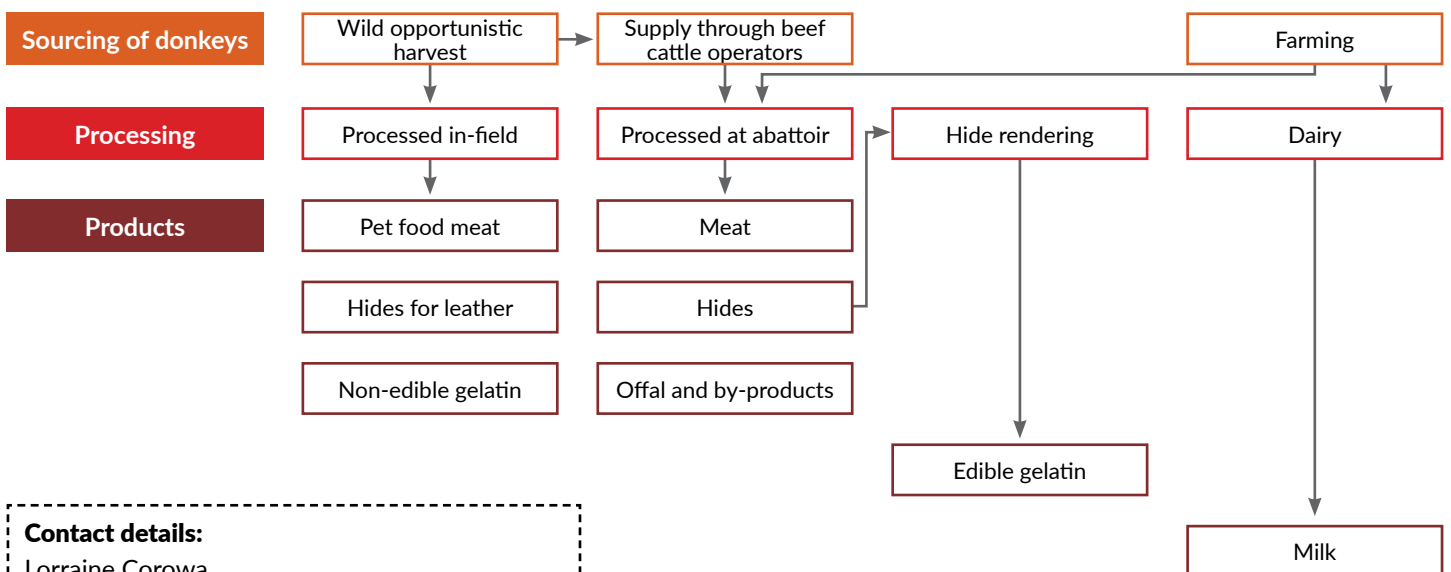 Sourcing of donkeys
Wild opportunistic
harvest
Supply through beef
cattle operators
Farming
Processing
Processed in-field
Processed at abattoir
Hide rendering
Dairy
Products
Pet food meat
Meat
Hides for leather
Hides
Non-edible gelatin
Offal and by-products
Edible gelatin
Contact details:
Lorraine Corowa
Milk